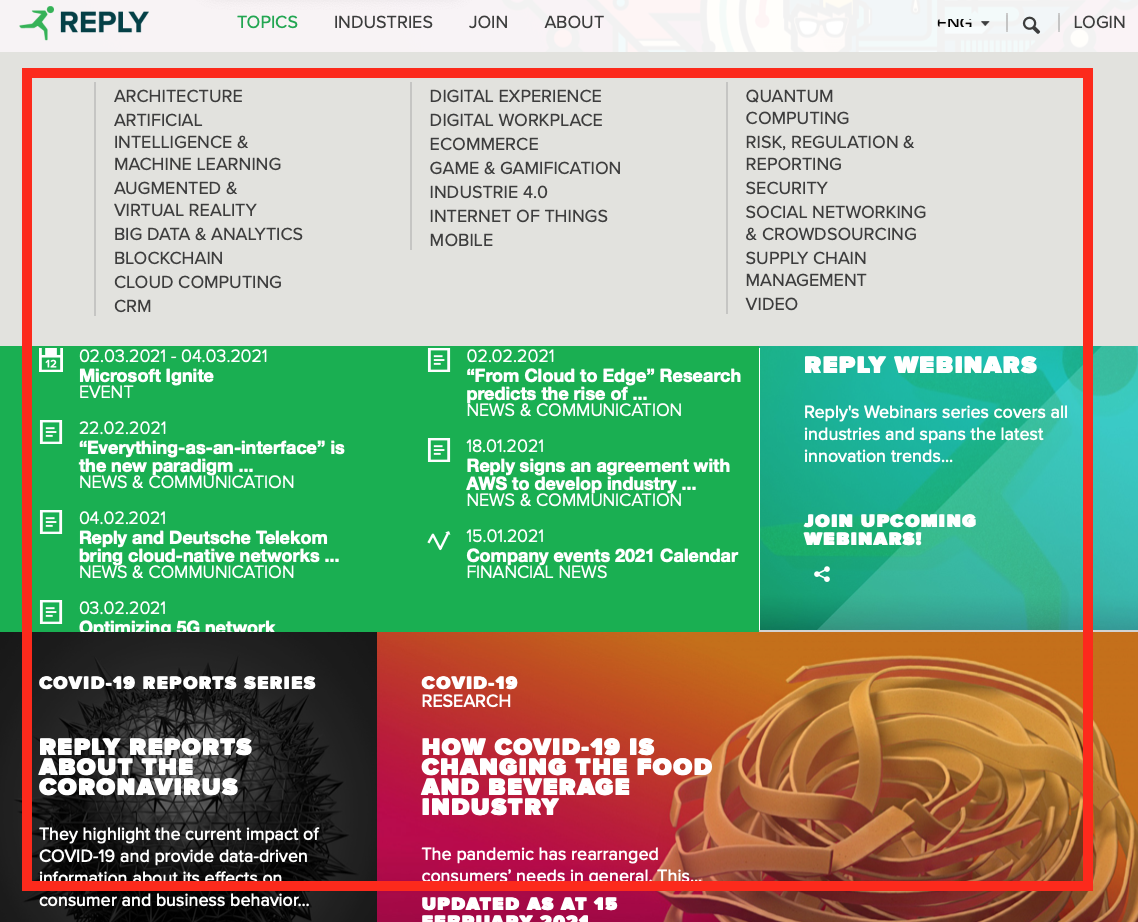 REPLY
TOPICS INDUSTRIES JOIN ABOUT
ENG
LOGIN
ARCHITECTURE
ARTIFICIAL
INTELLIGENCE &
MACHINE LEARNING
AUGMENTED &
VIRTUAL REALITY
BIG DATA & ANALYTICS
BLOCKCHAIN
CLOUD COMPUTING
CRM
DIGITAL EXPERIENCE
DIGITAL WORKPLACE
ECOMMERCE
GAME & GAMIFICATION
INDUSTRIE 4.0
INTERNET OF THINGS
MOBILE
QUANTUM
COMPUTING
RISK, REGULATION &
REPORTING
SECURITY
SOCIAL NETWORKING
& CROWDSOURCING
SUPPLY CHAIN
MANAGEMENT
VIDEO
12
02.03.2021 - 04.03.2021
Microsoft Ignite
EVENT
22.02.2021
“Everything-as-an-interface” is
the new paradigm ...
NEWS & COMMUNICATION
04.02.2021
Reply and Deutsche Telekom
bring cloud-native networks ...
NEWS & COMMUNICATION
03.02.2021
Optimizing 5G network
02.02.2021
“From Cloud to Edge” Research
predicts the rise of ...
NEWS & COMMUNICATION
18.01.2021
Reply signs an agreement with
AWS to develop industry ...
NEWS & COMMUNICATION
15.01.2021
Company events 2021 Calendar
FINANCIAL NEWS
REPLY WEBINARS
Reply's Webinars series covers all
industries and spans the latest
innovation trends...
JOIN UPCOMING
WEBINARS!
COVID-19 REPORTS SERIES
REPLY REPORTS
ABOUT THE
CORONAVIRUS
They highlight the current impact of
COVID-19 and provide data-driven
information about its effects on
consumer and business behavior...
COVID-19
RESEARCH
HOW COVID-19 IS
CHANGING THE FOOD
AND BEVERAGE
INDUSTRY
The pandemic has rearranged
consumers’ needs in general. This...
UPDATED AS AT 15
FEBRUARY 2021